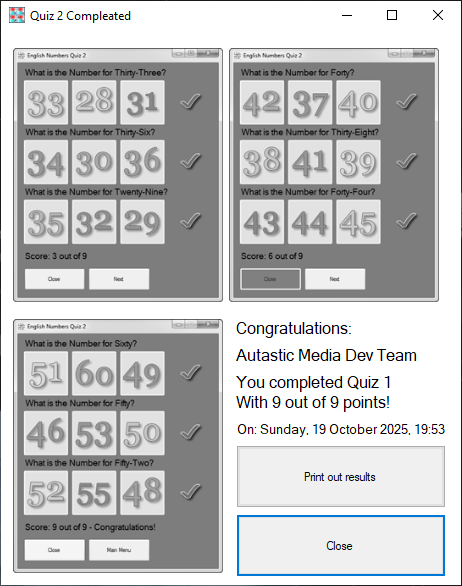 Quiz 2 Compleated
English Numbers Quiz 2
What is the Number for Thirty-Three?
33 28 31
What is the Number for Thirty-Six?
34 30 36
What is the Number for Twenty-Nine?
35 32 29
Score: 3 out of 9
Close Next
English Numbers Quiz 2
What is the Number for Forty?
42 37 40
What is the Number for Thirty-Eight?
38 41 39
What is the Number for Forty-Four?
43 44 45
Score: 6 out of 9
Close Next
English Numbers Quiz 2
What is the Number for Sixty?
51 60 49
What is the Number for Fifty?
46 53 50
What is the Number for Fifty-Two?
52 55 48
Score: 9 out of 9 - Congratulations!
Close Main Menu
Congratulations:
Autastic Media Dev Team
You completed Quiz 1
With 9 out of 9 points!
On: Sunday, 19 October 2025, 19:53
Print out results
Close